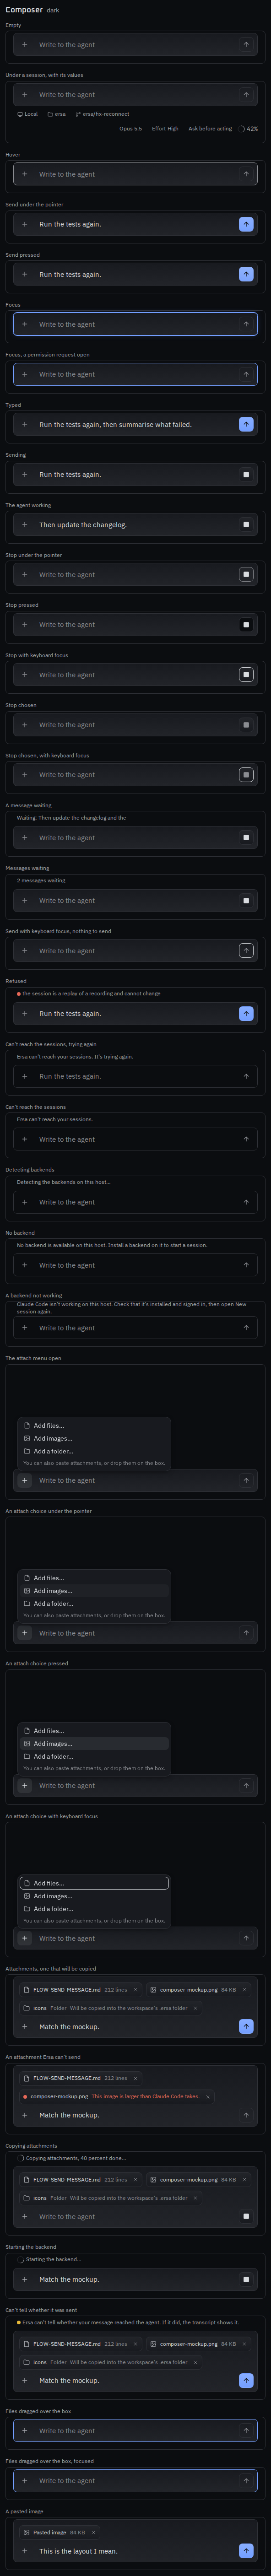 Composer dark
Empty
Write to the agent
Under a session, with its values
Write to the agent
Local ersa ersa/fix-reconnect
Opus 5.5 Effort High Ask before acting 42%
Hover
Write to the agent
Send under the pointer
Run the tests again.
Send pressed
Run the tests again.
Focus
Write to the agent
Focus, a permission request open
Write to the agent
Typed
Run the tests again, then summarise what failed.
Sending
Run the tests again.
The agent working
Then update the changelog.
Stop under the pointer
Write to the agent
Stop pressed
Write to the agent
Stop with keyboard focus
Write to the agent
Stop chosen
Write to the agent
Stop chosen, with keyboard focus
Write to the agent
A message waiting
Waiting: Then update the changelog and the
Write to the agent
Messages waiting
2 messages waiting
Write to the agent
Send with keyboard focus, nothing to send
Write to the agent
Refused
the session is a replay of a recording and cannot change
Run the tests again.
Can't reach the sessions, trying again
Ersa can't reach your sessions. It's trying again.
Run the tests again.
Can't reach the sessions
Ersa can't reach your sessions.
Write to the agent
Detecting backends
Detecting the backends on this host...
Write to the agent
No backend
No backend is available on this host. Install a backend on it to start a session.
Write to the agent
A backend not working
Claude Code isn't working on this host. Check that it's installed and signed in, then open New
session again.
Write to the agent
The attach menu open
Add files...
Add images...
Add a folder...
You can also paste attachments, or drop them on the box.
Write to the agent
An attach choice under the pointer
Add files...
Add images...
Add a folder...
You can also paste attachments, or drop them on the box.
Write to the agent
An attach choice pressed
Add files...
Add images...
Add a folder...
You can also paste attachments, or drop them on the box.
Write to the agent
An attach choice with keyboard focus
Add files...
Add images...
Add a folder...
You can also paste attachments, or drop them on the box.
Write to the agent
Attachments, one that will be copied
FLOW-SEND-MESSAGE.md 212 lines × composer-mockup.png 84 KB ×
icons Folder Will be copied into the workspace's .ersa folder ×
Match the mockup.
An attachment Ersa can't send
FLOW-SEND-MESSAGE.md 212 lines ×
composer-mockup.png This image is larger than Claude Code takes. ×
Match the mockup.
Copying attachments
Copying attachments, 40 percent done...
FLOW-SEND-MESSAGE.md 212 lines × composer-mockup.png 84 KB ×
icons Folder Will be copied into the workspace's .ersa folder ×
Write to the agent
Starting the backend
Starting the backend...
Match the mockup.
Can't tell whether it was sent
Ersa can't tell whether your message reached the agent. If it did, the transcript shows it.
FLOW-SEND-MESSAGE.md 212 lines × composer-mockup.png 84 KB ×
icons Folder Will be copied into the workspace's .ersa folder ×
Match the mockup.
Files dragged over the box
Write to the agent
Files dragged over the box, focused
Write to the agent
A pasted image
Pasted image 84 KB ×
This is the layout I mean.